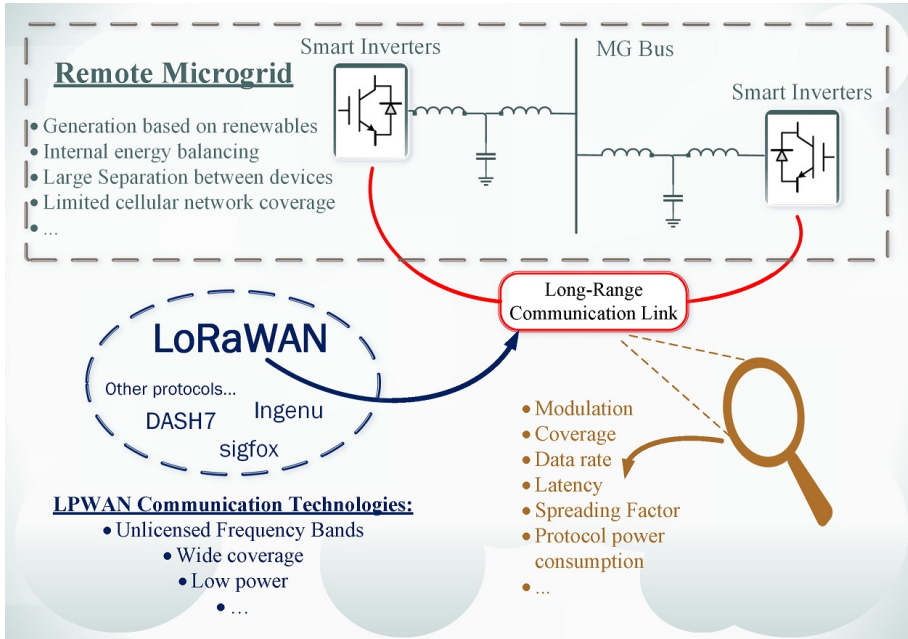 Smart Inverters
MG Bus
Remote Microgrid
Smart Inverters
• Generation based on renewables
• Internal energy balancing
• Large Separation between devices
• Limited cellular network coverage
• ...
Long-Range
Communication Link
LoRaWAN
Other protocols...
DASH7
Ingenu
sigfox
• Modulation
• Coverage
• Data rate
• Latency
• Spreading Factor
• Protocol power
consumption
• ...
LPWAN Communication Technologies:
• Unlicensed Frequency Bands
• Wide coverage
• Low power
• ...